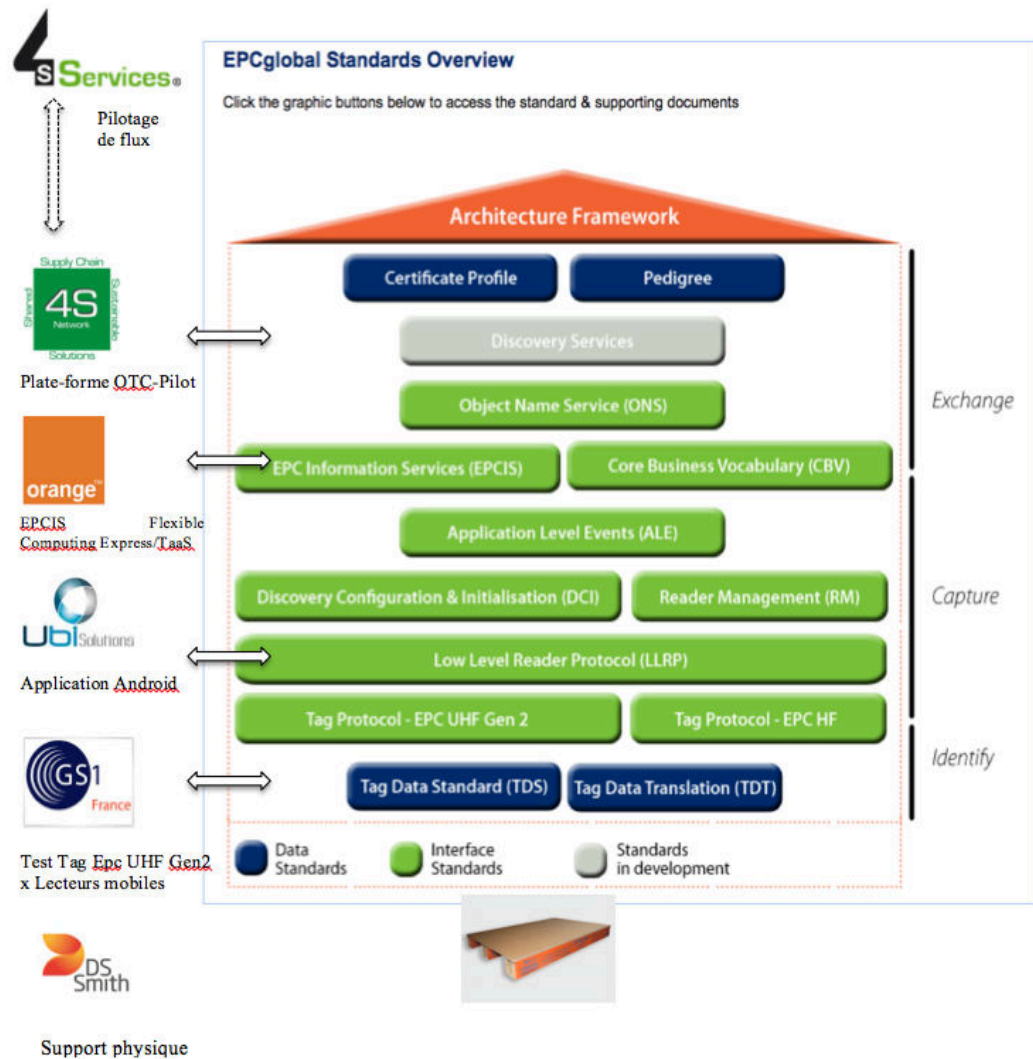 4S Services®
Pilotage
de flux
Supply Chain
Shared
4S
Network
Sustainable
Solutions
Plate-forme OTC-Pilot
orange™
EPCIS Flexible
Computing Express/TaaS
Ubi Solutions
Application Android
GS1
France
Test Tag Epc UHF Gen2
x Lecteurs mobiles
DS
Smith
Support physique
EPCglobal Standards Overview
Click the graphic buttons below to access the standard & supporting documents
Architecture Framework
Certificate Profile
Pedigree
Discovery Services
Object Name Service (ONS)
EPC Information Services (EPCIS)
Core Business Vocabulary (CBV)
Application Level Events (ALE)
Discovery Configuration & Initialisation (DCI)
Reader Management (RM)
Low Level Reader Protocol (LLRP)
Tag Protocol - EPC UHF Gen 2
Tag Protocol - EPC HF
Tag Data Standard (TDS)
Tag Data Translation (TDT)
Exchange
Capture
Identify
Data
Standards
Interface
Standards
Standards
in development